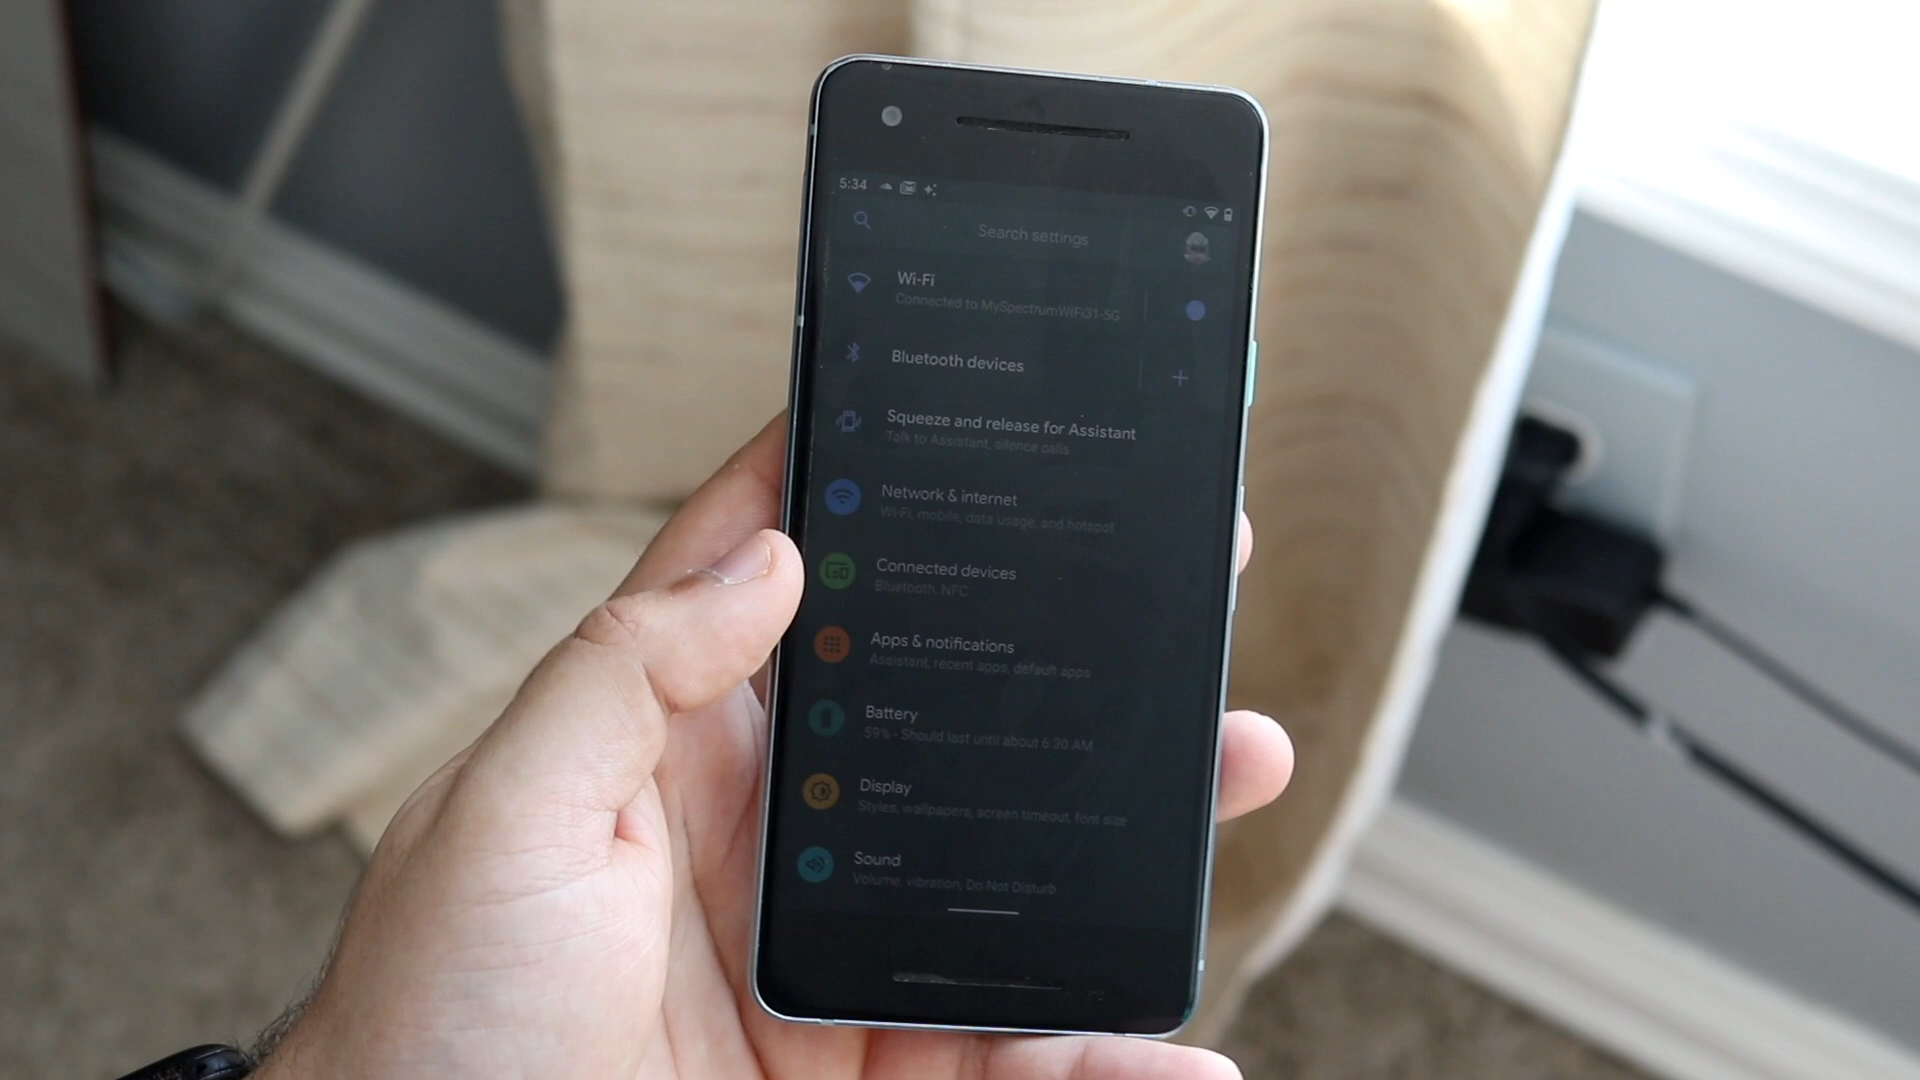 5:34
Search settings
Wi-Fi
Connected to MySpectrumWiFi31-5G
Bluetooth devices
Squeeze and release for Assistant
Talk to Assistant, silence calls
Network & internet
Wi-Fi, mobile, data usage, and hotspot
Connected devices
Bluetooth, NFC
Apps & notifications
Assistant, recent apps, default apps
Battery
59% - Should last until about 6:30 AM
Display
Styles, wallpapers, screen timeout, font size
Sound
Volume, vibration, Do Not Disturb